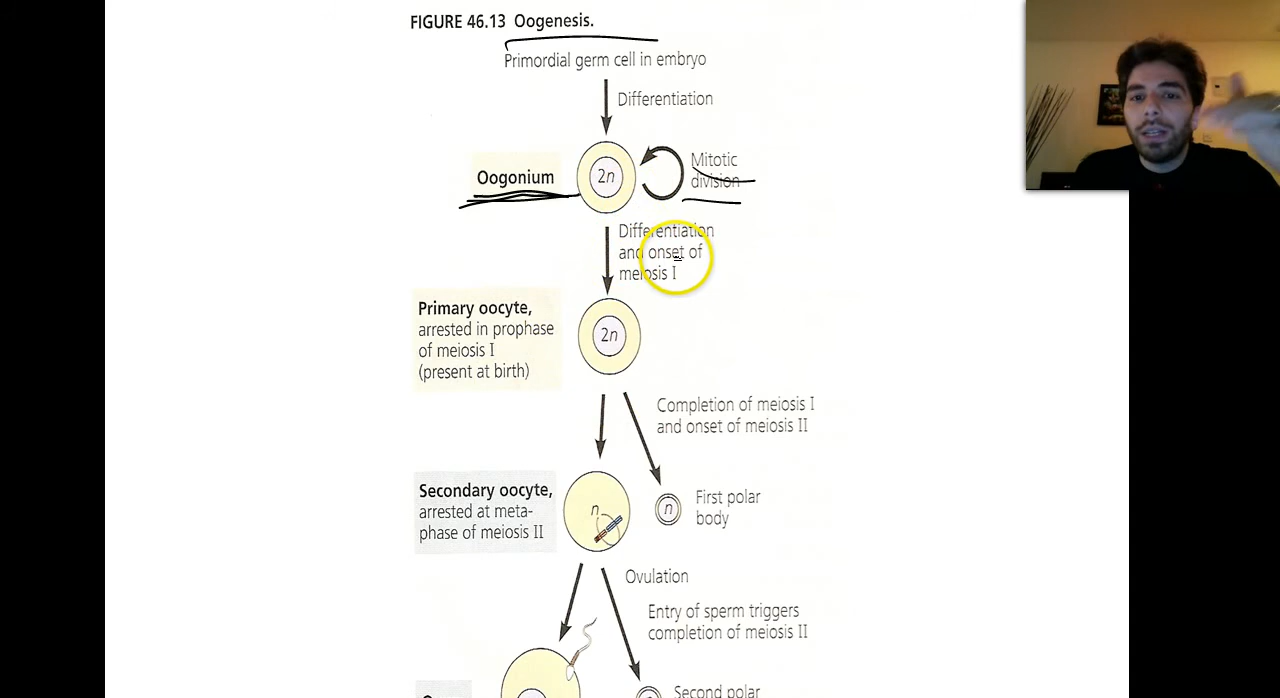 FIGURE 46.13 Oogenesis.
Primordial germ cell in embryo
Differentiation
Oogonium
2n
Mitotic
division
Differentiation
and onset of
meiosis I
Primary oocyte,
arrested in prophase
of meiosis I
(present at birth)
2n
Completion of meiosis I
and onset of meiosis II
Secondary oocyte,
arrested at meta-
phase of meiosis II
n
n
First polar
body
Ovulation
Entry of sperm triggers
completion of meiosis II
Second polar